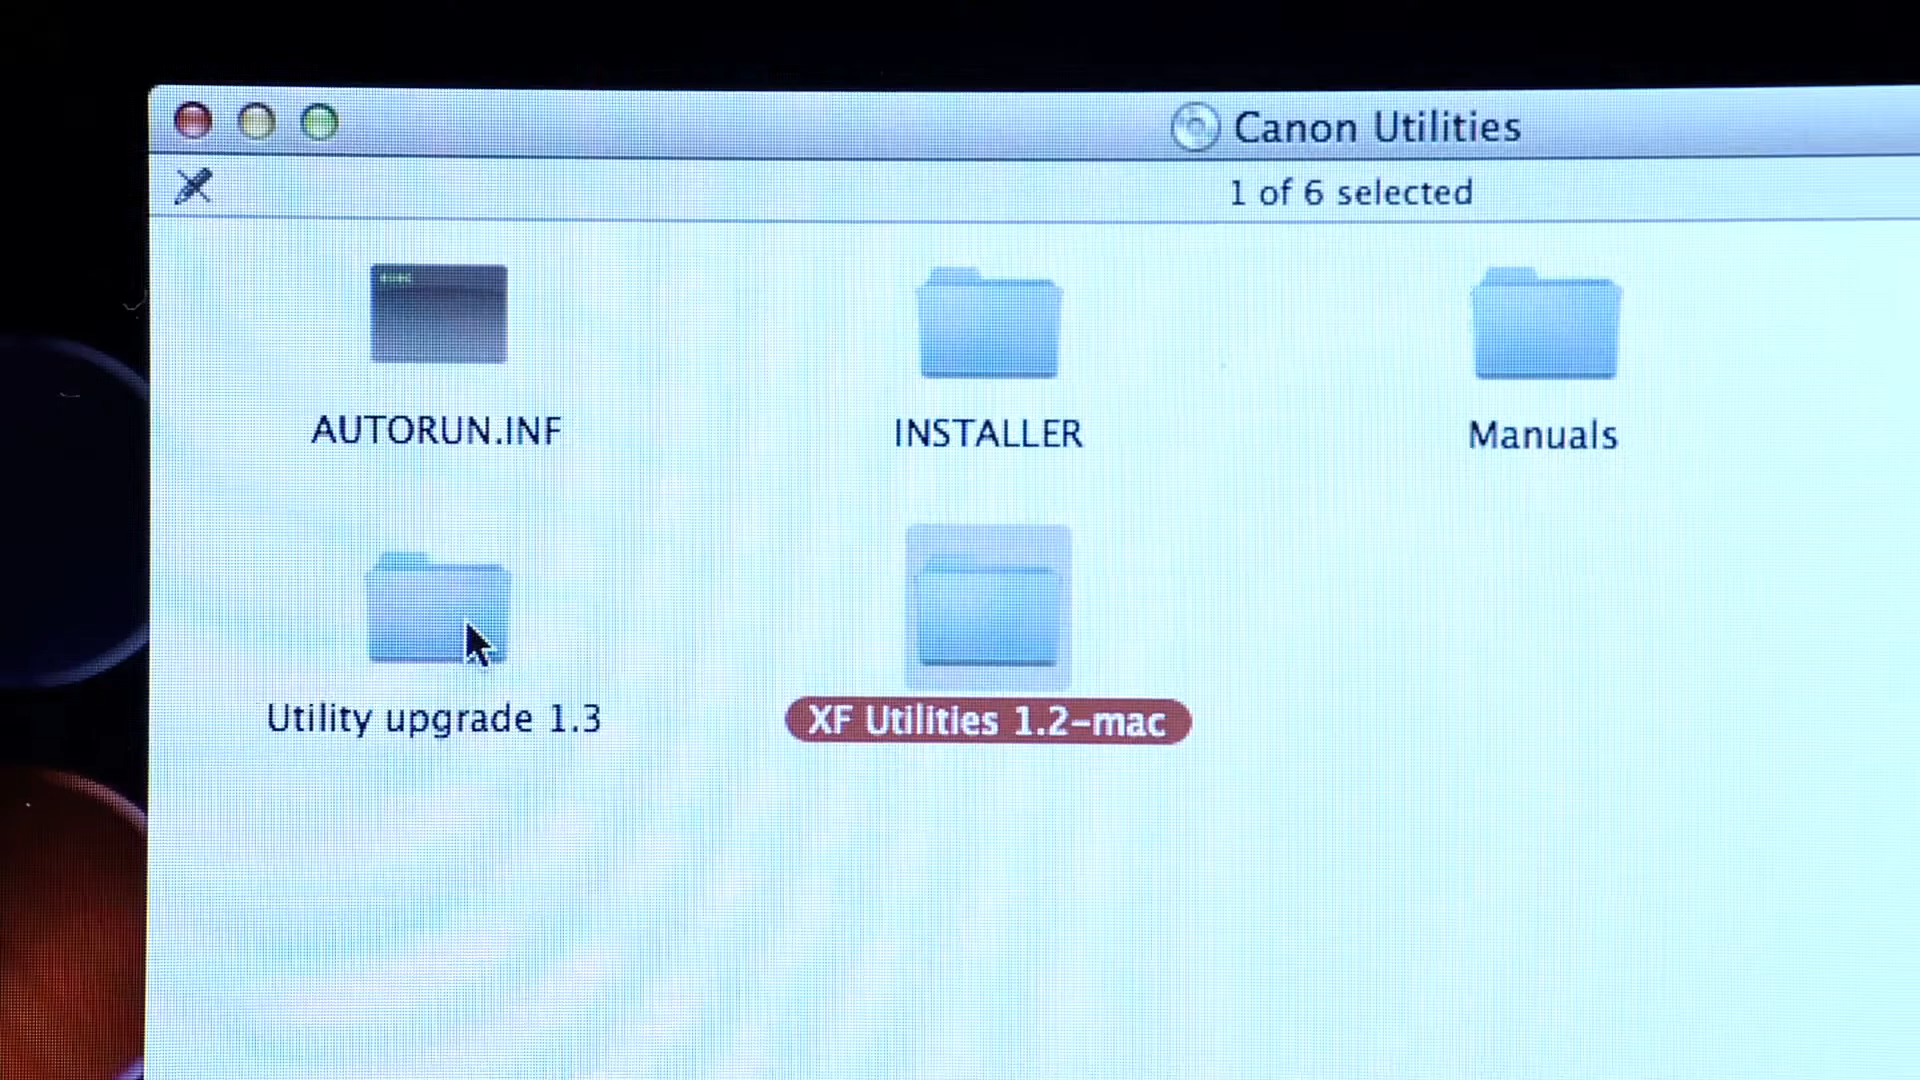 Canon Utilities
1 of 6 selected
AUTORUN.INF
INSTALLER
Manuals
Utility upgrade 1.3
XF Utilities 1.2-mac